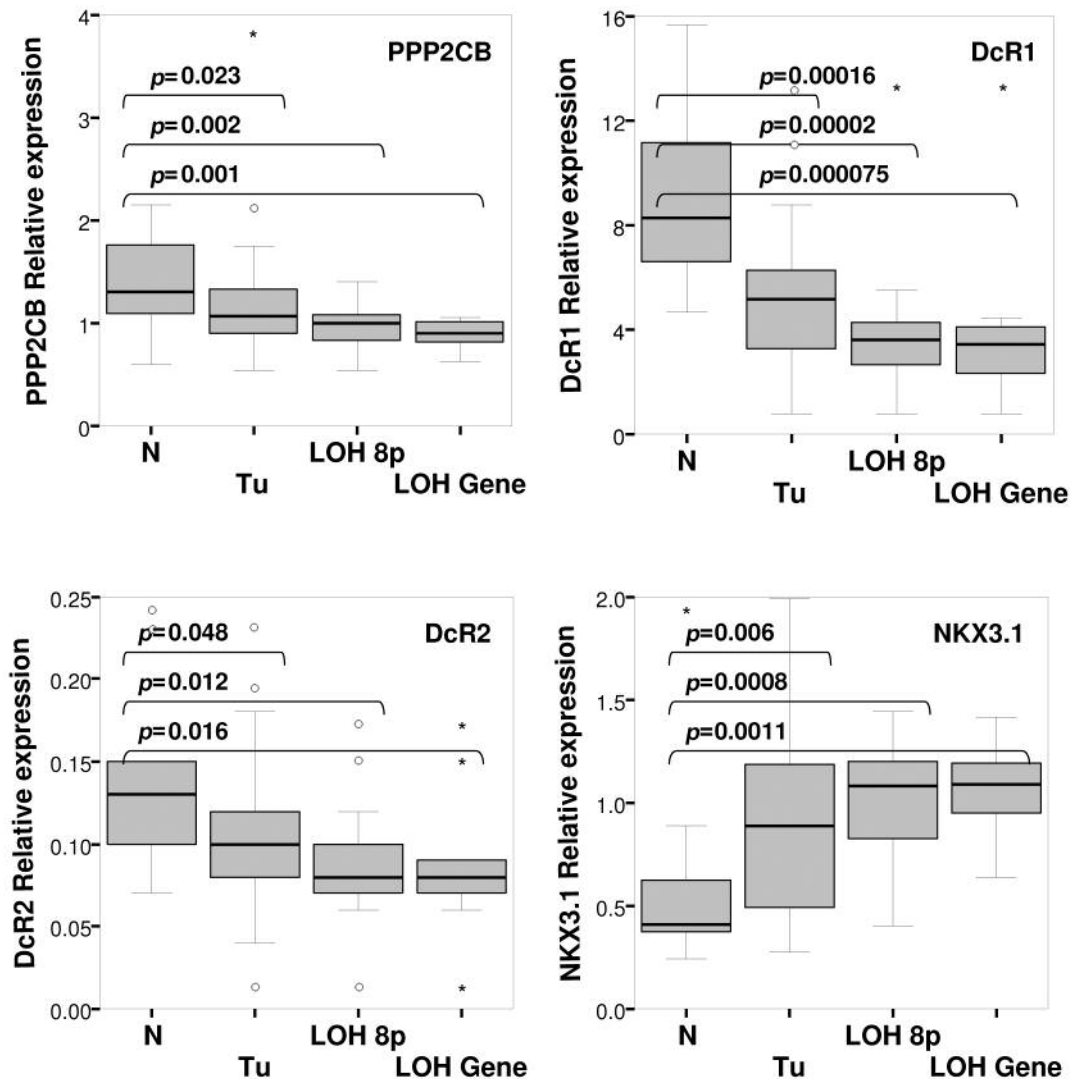 PPP2CB
PPP2CB Relative expression
4
3
2
1
0
p=0.023
p=0.002
p=0.001
N
Tu
LOH 8p
LOH Gene
DcR1
DcR1 Relative expression
16
12
8
4
0
p=0.00016
p=0.00002
p=0.000075
N
Tu
LOH 8p
LOH Gene
DcR2
DcR2 Relative expression
0.25
0.20
0.15
0.10
0.05
0.00
p=0.048
p=0.012
p=0.016
N
Tu
LOH 8p
LOH Gene
NKX3.1
NKX3.1 Relative expression
2.0
1.5
1.0
0.5
0.0
p=0.006
p=0.0008
p=0.0011
N
Tu
LOH 8p
LOH Gene